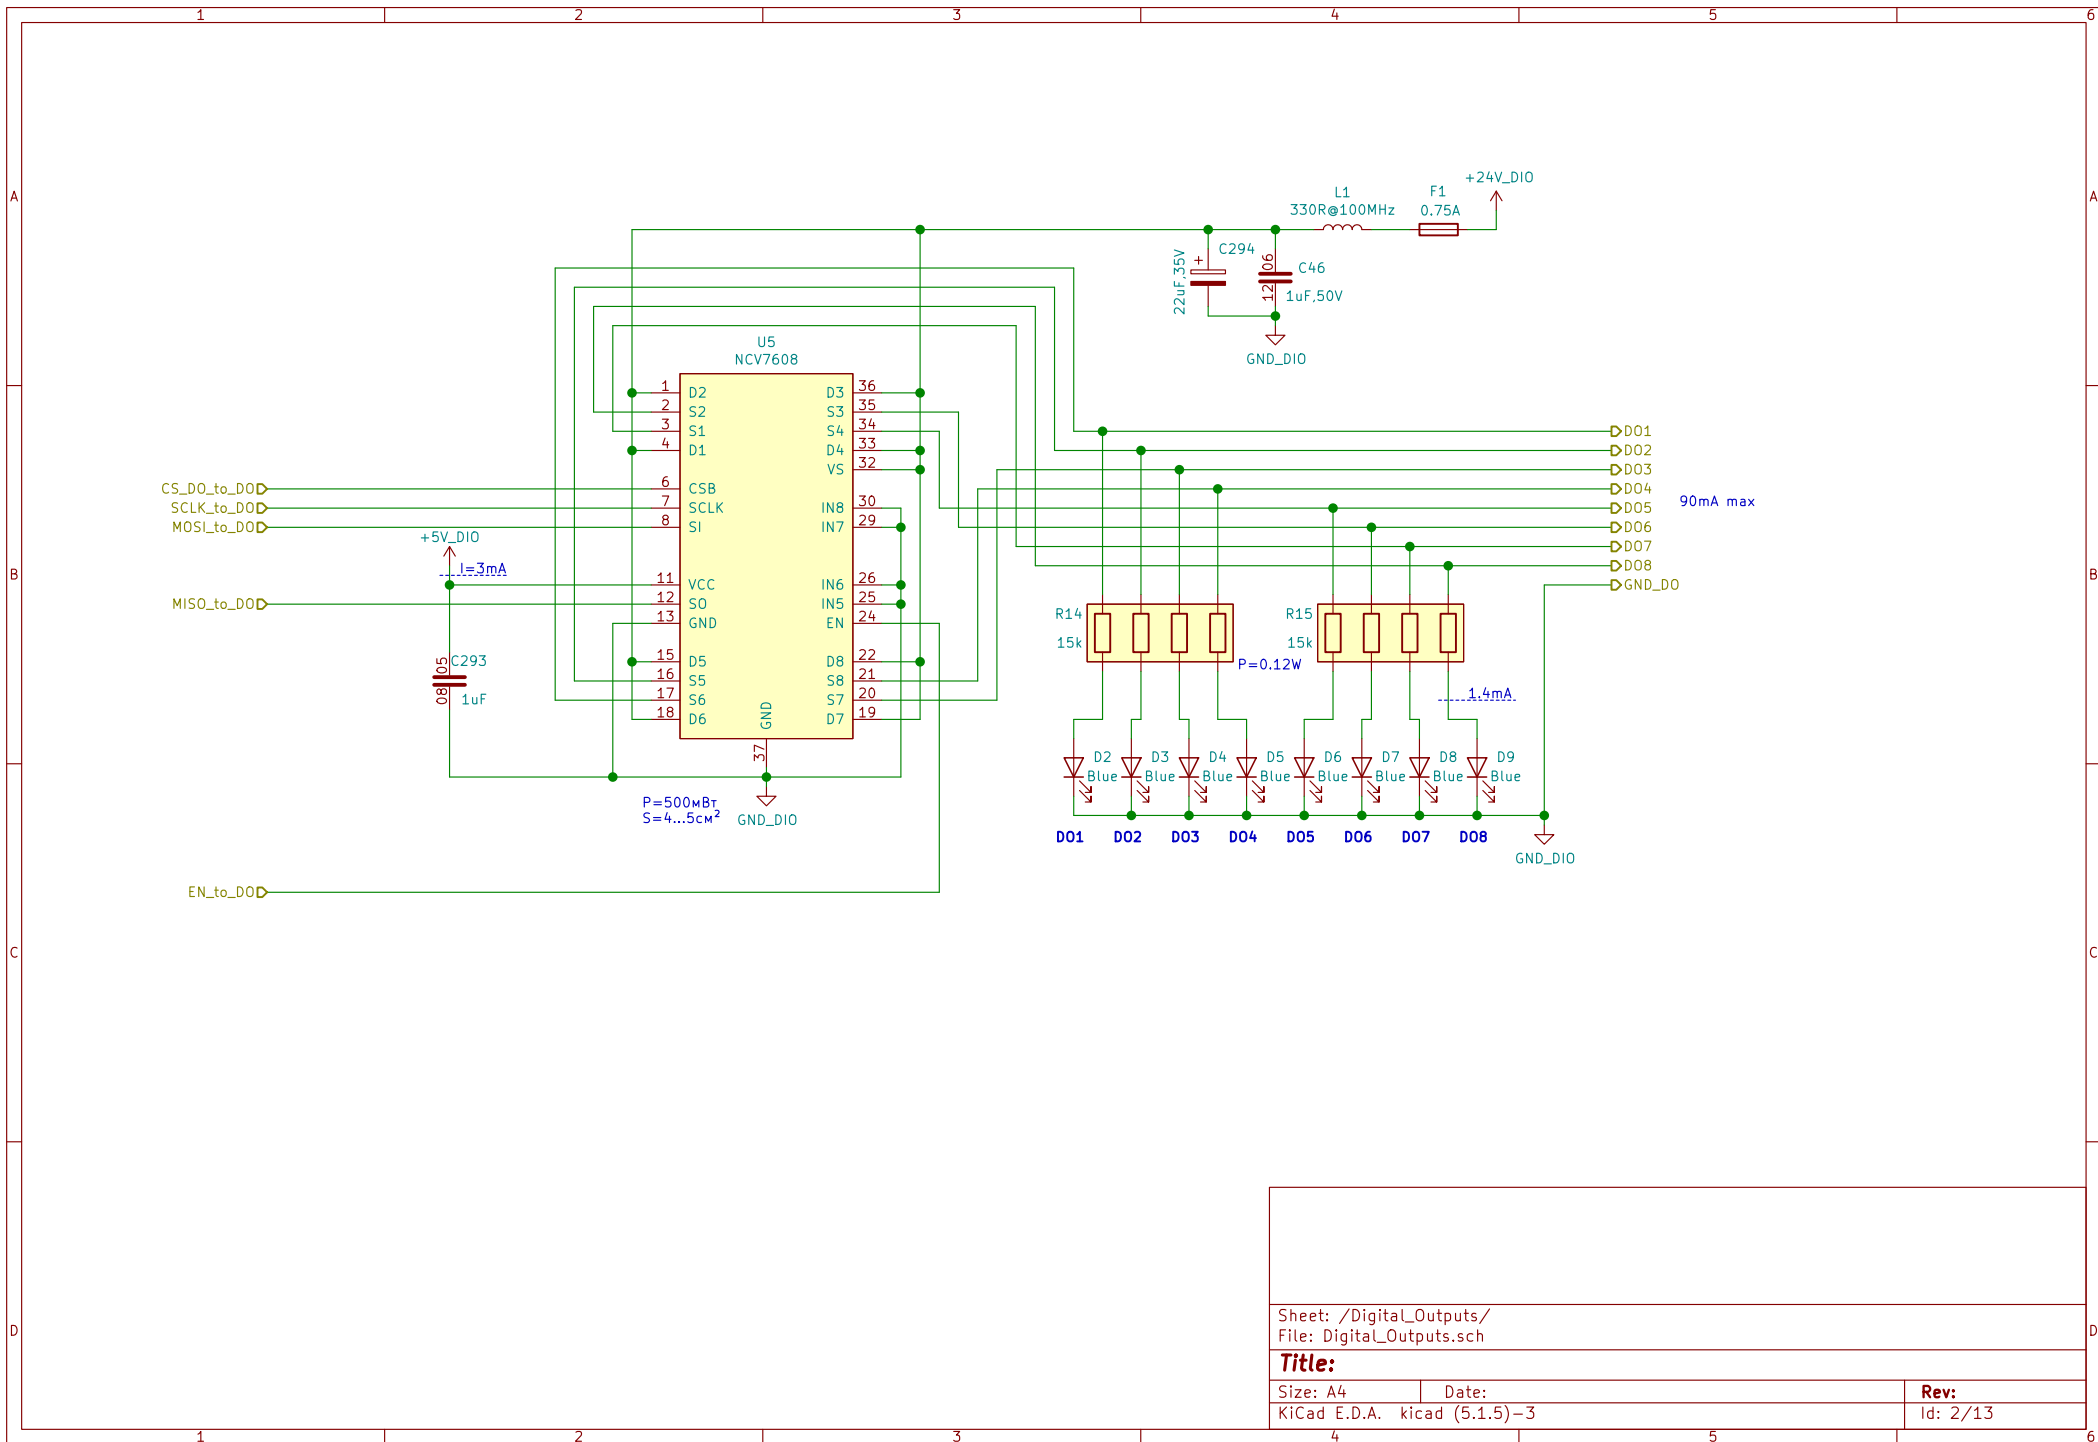 1 2 3 4 5 6
A
A
+24V_DIO
L1
330R@100MHz
F1
0.75A
C294
22uF,35V
+
06
12
C46
1uF,50V
GND_DIO
U5
NCV7608
1 D2
2 S2
3 S1
4 D1
6 CSB
7 SCLK
8 SI
11 VCC
12 SO
13 GND
15 D5
16 S5
17 S6
18 D6
GND
37
D3 36
S3 35
S4 34
D4 33
VS 32
IN8 30
IN7 29
IN6 26
IN5 25
EN 24
D8 22
S8 21
S7 20
D7 19
CS_DO_to_DO
SCLK_to_DO
MOSI_to_DO
+5V_DIO
I=3mA
MISO_to_DO
05
08
C293
1uF
P=500мВт
S=4...5см²
GND_DIO
EN_to_DO
DO1
DO2
DO3
DO4
DO5
DO6
DO7
DO8
GND_DO
90mA max
B
B
R14
15k
P=0.12W
R15
15k
1.4mA
D2
Blue
D3
Blue
D4
Blue
D5
Blue
D6
Blue
D7
Blue
D8
Blue
D9
Blue
DO1 DO2 DO3 DO4 DO5 DO6 DO7 DO8
GND_DIO
C
C
D
D
Sheet: /Digital_Outputs/
File: Digital_Outputs.sch
Title:
Size: A4 Date: Rev:
KiCad E.D.A. kicad (5.1.5)-3 Id: 2/13
1 2 3 4 5 6